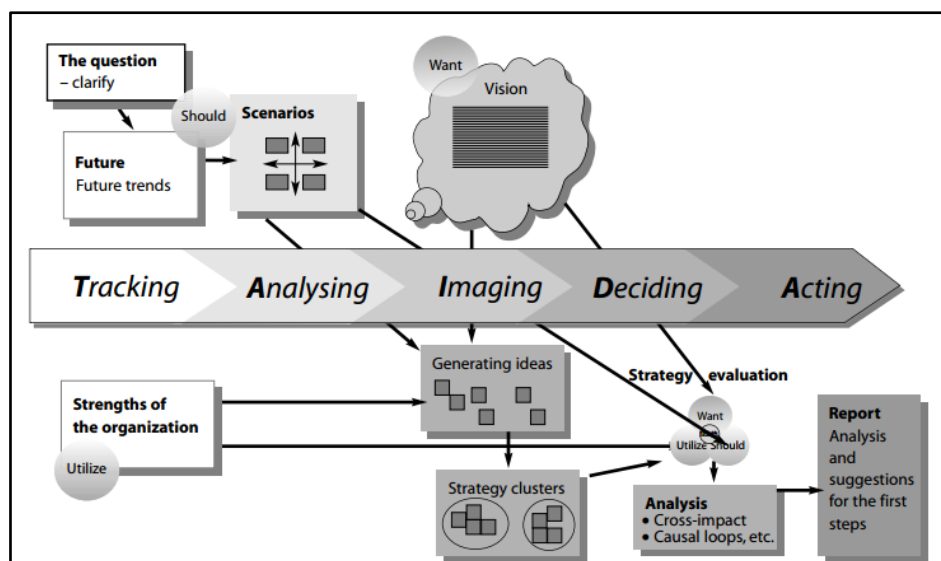 The question
– clarify
Should
Scenarios
Want
Vision
Future
Future trends
Tracking
Analysing
Imaging
Deciding
Acting
Generating ideas
Strategy evaluation
Strengths of
the organization
Utilize
Want
Utilize
Should
Report
Analysis
and
suggestions
for the first
steps
Strategy clusters
Analysis
• Cross-impact
• Causal loops, etc.